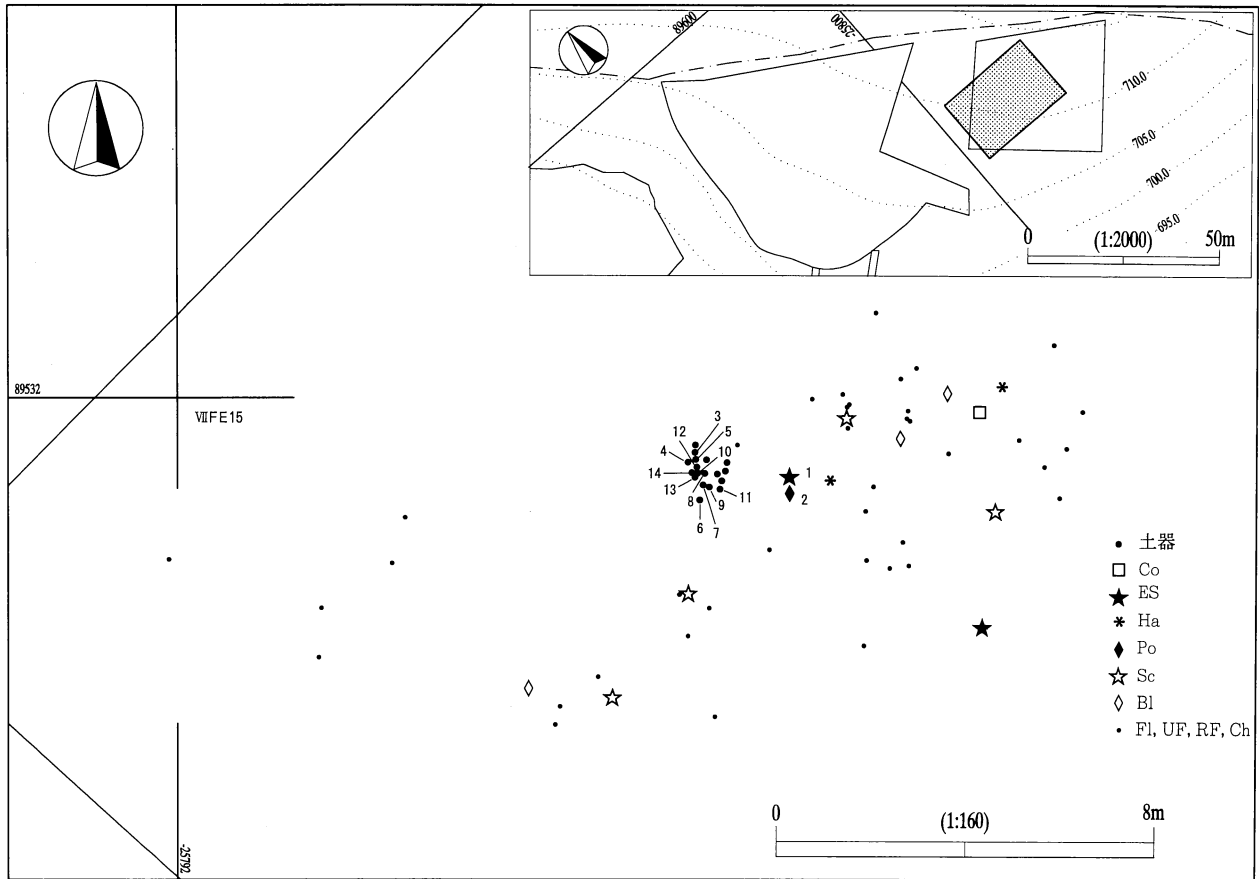 89600
-25800
710.0
705.0
700.0
695.0
0 (1:2000) 50m
89532
ⅦFE15
3
12 5
4 10
14
13
8 9 11
6 7
1
2
土器
Co
ES
Ha
Po
Sc
Bl
Fl, UF, RF, Ch
0 (1:160) 8m
-25792